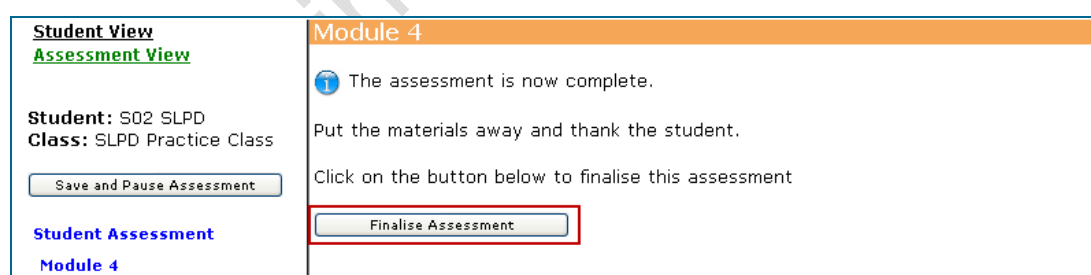 Student View
Assessment View
Student: S02 SLPD
Class: SLPD Practice Class
Save and Pause Assessment
Student Assessment
Module 4
Module 4
The assessment is now complete.
Put the materials away and thank the student.
Click on the button below to finalise this assessment
Finalise Assessment